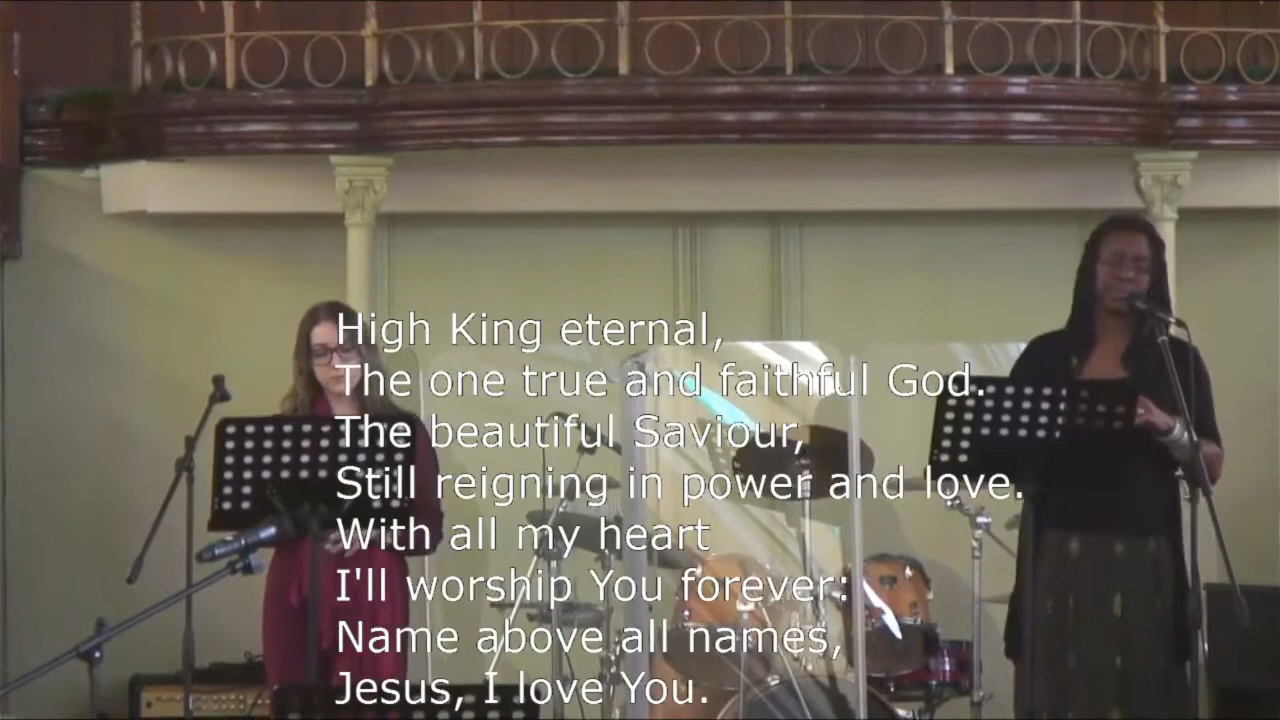 High King eternal,
The one true and faithful God.
The beautiful Saviour,
Still reigning in power and love.
With all my heart
I'll worship You forever:
Name above all names,
Jesus, I love You.